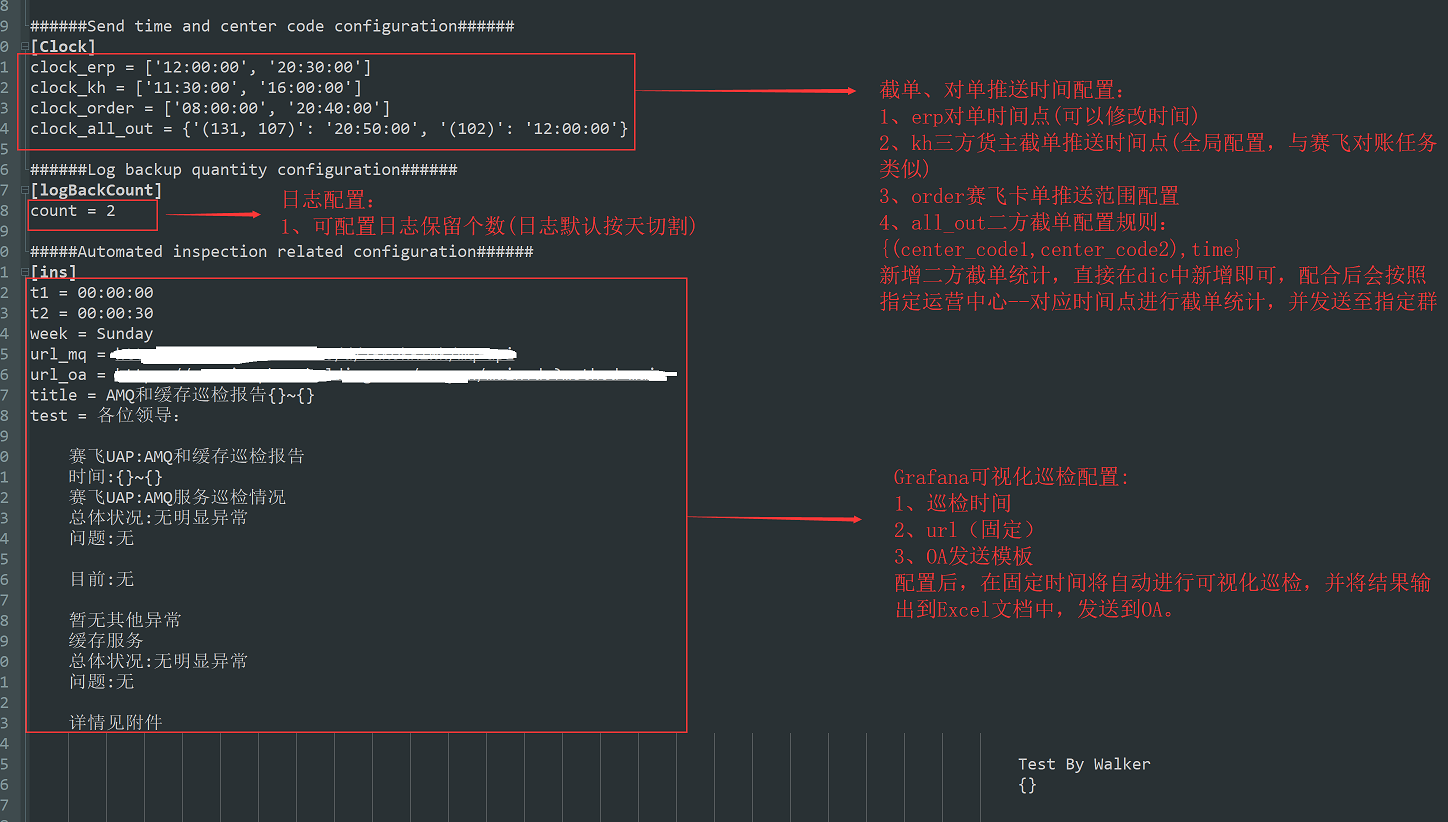 ######Send time and center code configuration######
[Clock]
clock_erp = ['12:00:00', '20:30:00']
clock_kh = ['11:30:00', '16:00:00']
clock_order = ['08:00:00', '20:40:00']
clock_all_out = {'(131, 107)': '20:50:00', '(102)': '12:00:00'}
截单、对单推送时间配置:
1、erp对单时间点(可以修改时间)
2、kh三方货主截单推送时间点(全局配置，与赛飞对账任务
类似)
3、order赛飞卡单推送范围配置
4、all_out二方截单配置规则:
{(center_code1,center_code2),time}
新增二方截单统计，直接在dic中新增即可，配合后会按照
指定运营中心--对应时间点进行截单统计，并发送至指定群
######Log backup quantity configuration######
[logBackCount]
count = 2
日志配置:
1、可配置日志保留个数(日志默认按天切割)
#####Automated inspection related configuration######
[ins]
t1 = 00:00:00
t2 = 00:00:30
week = Sunday
url_mq =
url_oa =
title = AMQ和缓存巡检报告{}~{}
test = 各位领导:
赛飞UAP:AMQ和缓存巡检报告
时间:{}~{}
赛飞UAP:AMQ服务巡检情况
总体状况:无明显异常
问题:无
目前:无
暂无其他异常
缓存服务
总体状况:无明显异常
问题:无
详情见附件
Grafana可视化巡检配置:
1、巡检时间
2、url（固定）
3、OA发送模板
配置后，在固定时间将自动进行可视化巡检，并将结果输
出到Excel文档中，发送到OA。
Test By Walker
{}